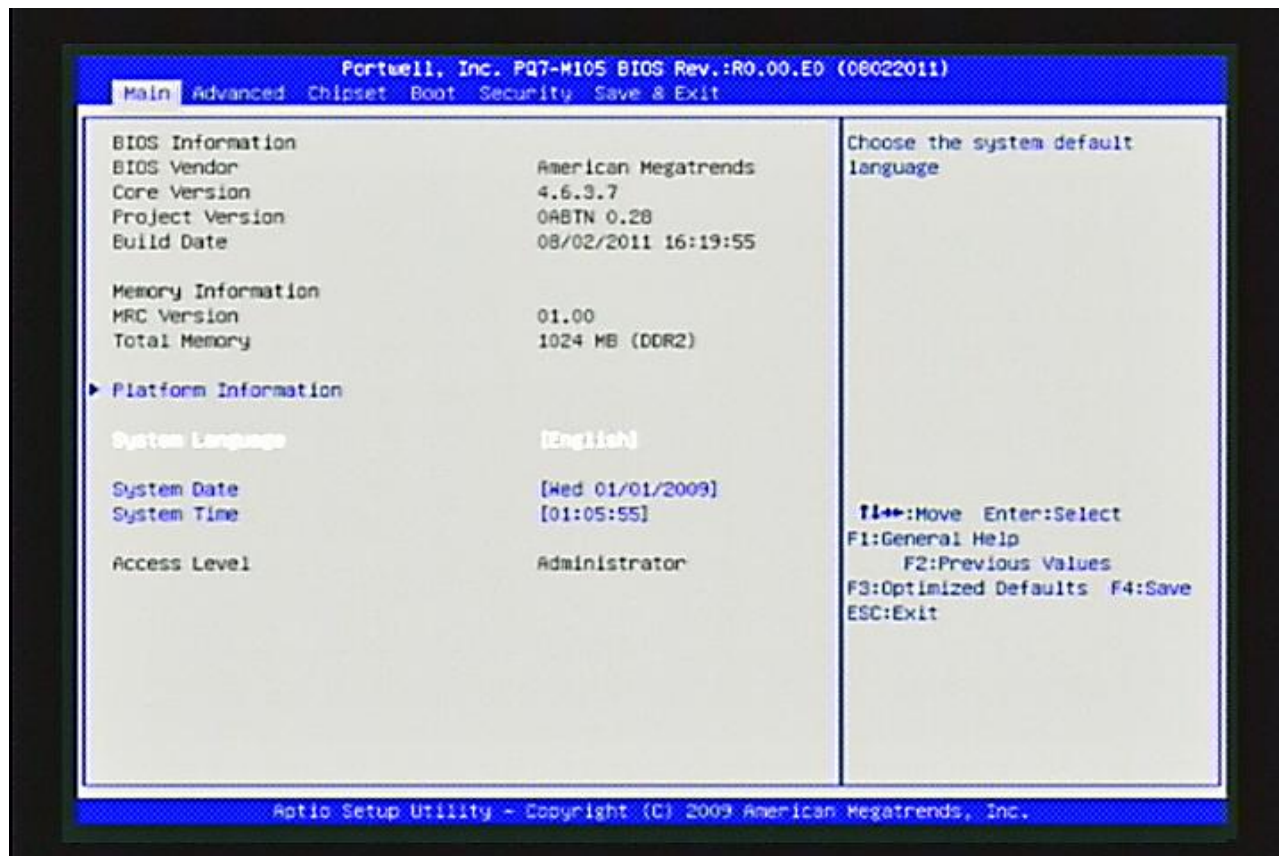 Portwell, Inc. PQ7-M105 BIOS Rev.:R0.00.E0 (08022011)
Main Advanced Chipset Boot Security Save & Exit
BIOS Information
BIOS Vendor American Megatrends
Core Version 4.6.3.7
Project Version 0ABTN 0.28
Build Date 08/02/2011 16:19:55
Memory Information
MRC Version 01.00
Total Memory 1024 MB (DDR2)
▶ Platform Information
System Language [English]
System Date [Wed 01/01/2009]
System Time [01:05:55]
Access Level Administrator
Choose the system default
language
↑↓→←:Move Enter:Select
F1:General Help
F2:Previous Values
F3:Optimized Defaults F4:Save
ESC:Exit
Aptio Setup Utility - Copyright (C) 2009 American Megatrends, Inc.